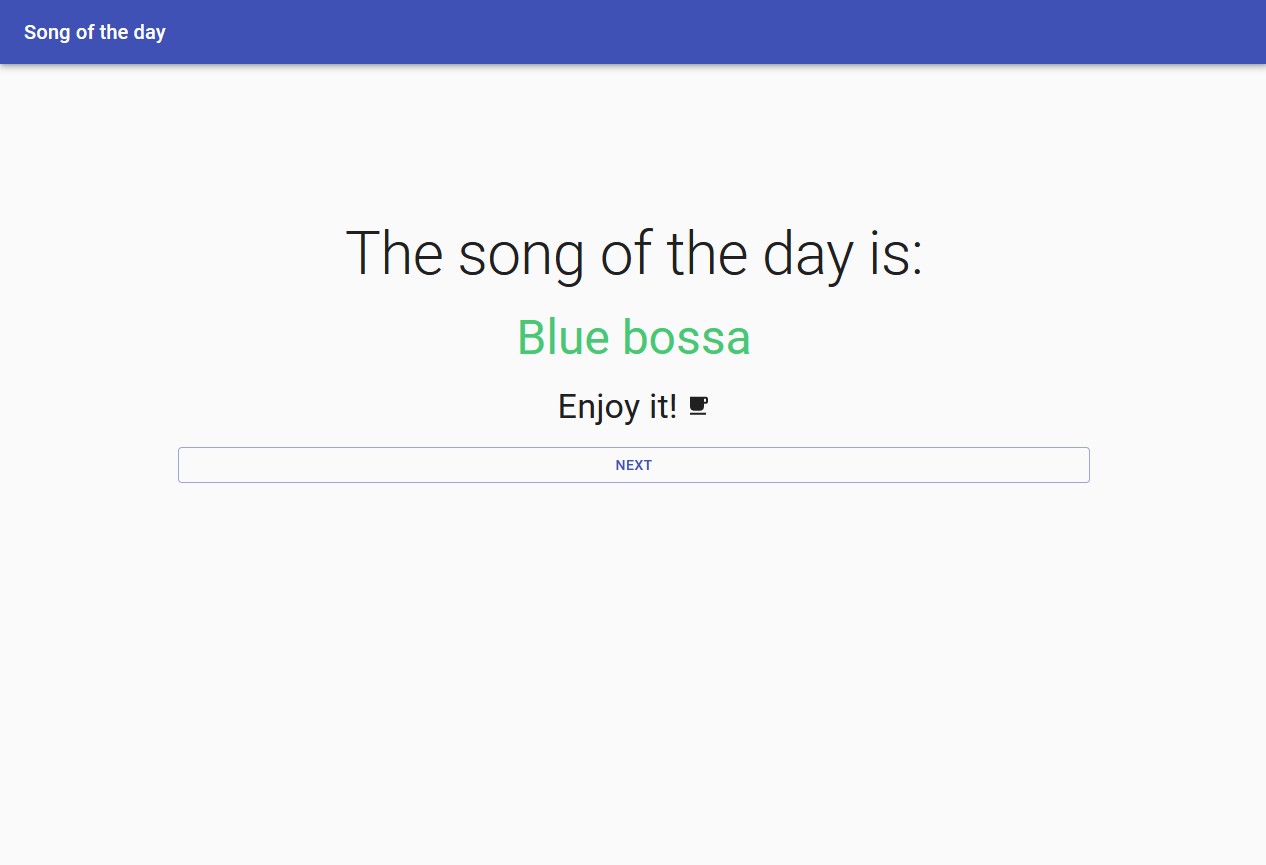 Song of the day
The song of the day is:
Blue bossa
Enjoy it!
NEXT